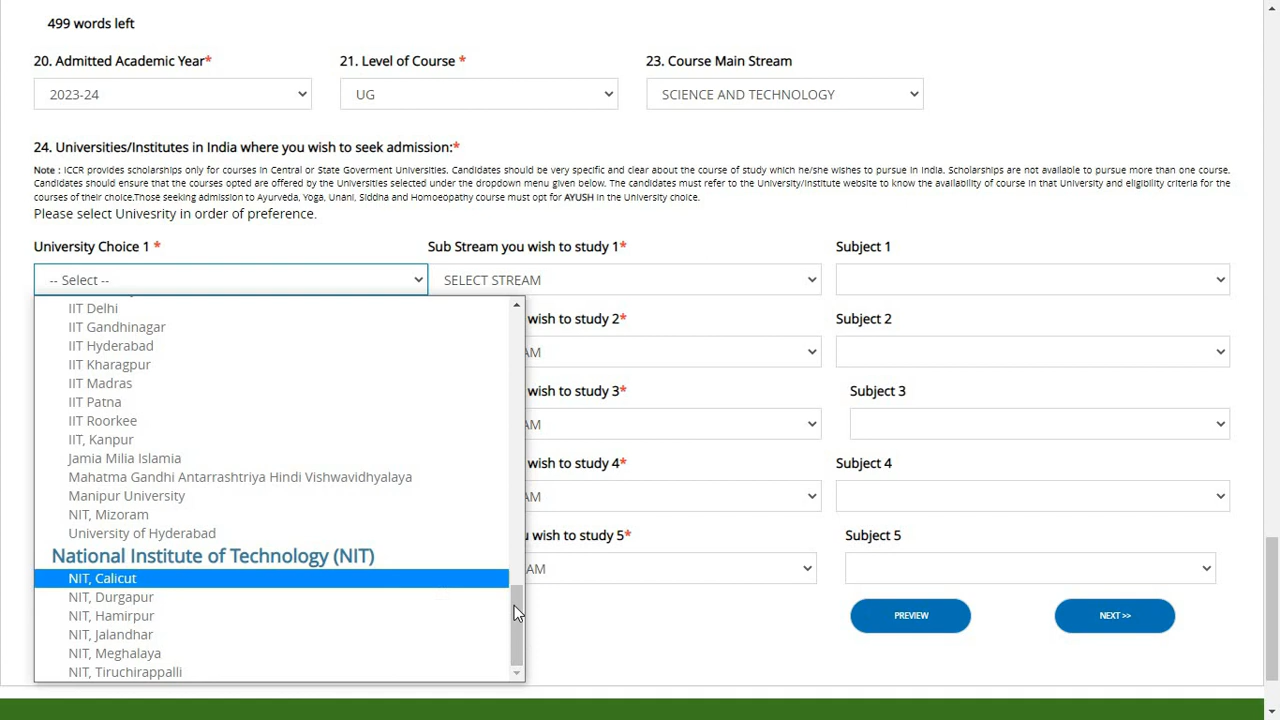 499 words left
20. Admitted Academic Year* 21. Level of Course * 23. Course Main Stream
2023-24 UG SCIENCE AND TECHNOLOGY
24. Universities/Institutes in India where you wish to seek admission:*
Note : ICCR provides scholarships only for courses in Central or State Goverment Universities. Candidates should be very specific and clear about the course of study which he/she wishes to pursue in India. Scholarships are not available to pursue more than one course.
Candidates should ensure that the courses opted are offered by the Universities selected under the dropdown menu given below. The candidates must refer to the University/Institute website to know the availability of course in that University and eligibility criteria for the
courses of their choice.Those seeking admission to Ayurveda, Yoga, Unani, Siddha and Homoeopathy course must opt for AYUSH in the University choice.
Please select Univesrity in order of preference.
University Choice 1 * Sub Stream you wish to study 1* Subject 1
-- Select -- SELECT STREAM
IIT Delhi
IIT Gandhinagar
IIT Hyderabad
IIT Kharagpur
IIT Madras
IIT Patna
IIT Roorkee
IIT, Kanpur
Jamia Milia Islamia
Mahatma Gandhi Antarrashtriya Hindi Vishwavidhyalaya
Manipur University
NIT, Mizoram
University of Hyderabad
National Institute of Technology (NIT)
NIT, Calicut
NIT, Durgapur
NIT, Hamirpur
NIT, Jalandhar
NIT, Meghalaya
NIT, Tiruchirappalli
wish to study 2* Subject 2
AM
wish to study 3* Subject 3
AM
wish to study 4* Subject 4
AM
wish to study 5* Subject 5
AM
PREVIEW NEXT >>